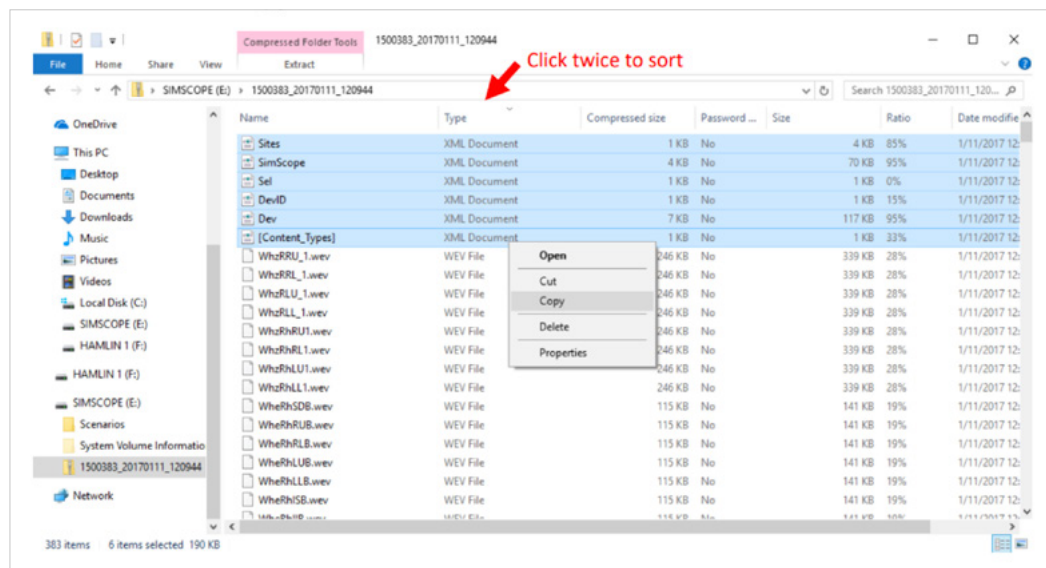 Compressed Folder Tools 1500383_20170111_120944
File Home Share View Extract
Click twice to sort
SIMSCOPE (E:) › 1500383_20170111_120944 Search 1500383_20170111_120...
Name Type Compressed size Password ... Size Ratio Date modifie
OneDrive
This PC
Desktop
Documents
Downloads
Music
Pictures
Videos
Local Disk (C:)
SIMSCOPE (E:)
HAMLIN 1 (F:)
HAMLIN 1 (F:)
SIMSCOPE (E:)
Scenarios
System Volume Informatio
1500383_20170111_120944
Network
Sites XML Document 1 KB No 4 KB 85% 1/11/2017 12:
SimScope XML Document 4 KB No 70 KB 95% 1/11/2017 12:
Sel XML Document 1 KB No 1 KB 0% 1/11/2017 12:
DevID XML Document 1 KB No 1 KB 15% 1/11/2017 12:
Dev XML Document 7 KB No 117 KB 95% 1/11/2017 12:
[Content_Types] XML Document 1 KB No 1 KB 33% 1/11/2017 12:
WhzRRU_1.wev WEV File 246 KB No 339 KB 28% 1/11/2017 12:
WhzRRL_1.wev WEV File 246 KB No 339 KB 28% 1/11/2017 12:
WhzRLU_1.wev WEV File 246 KB No 339 KB 28% 1/11/2017 12:
WhzRLL_1.wev WEV File 246 KB No 339 KB 28% 1/11/2017 12:
WhzRhRU1.wev WEV File 246 KB No 339 KB 28% 1/11/2017 12:
WhzRhRL1.wev WEV File 246 KB No 339 KB 28% 1/11/2017 12:
WhzRhLU1.wev WEV File 246 KB No 339 KB 28% 1/11/2017 12:
WhzRhLL1.wev WEV File 246 KB No 339 KB 28% 1/11/2017 12:
WheRhSDB.wev WEV File 115 KB No 141 KB 19% 1/11/2017 12:
WheRhRUB.wev WEV File 115 KB No 141 KB 19% 1/11/2017 12:
WheRhRLB.wev WEV File 115 KB No 141 KB 19% 1/11/2017 12:
WheRhLUB.wev WEV File 115 KB No 141 KB 19% 1/11/2017 12:
WheRhLLB.wev WEV File 115 KB No 141 KB 19% 1/11/2017 12:
WheRhISB.wev WEV File 115 KB No 141 KB 19% 1/11/2017 12:
Open
Cut
Copy
Delete
Properties
383 items 6 items selected 190 KB